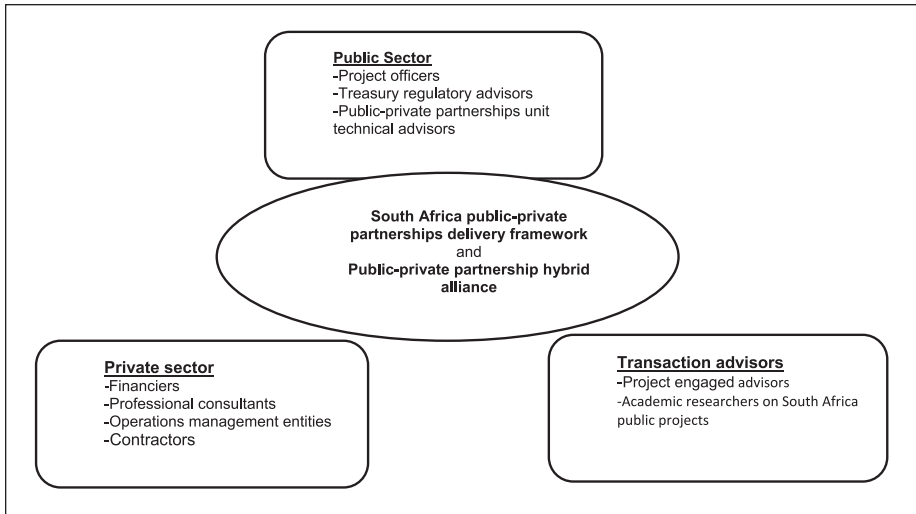 Public Sector
-Project officers
-Treasury regulatory advisors
-Public-private partnerships unit
technical advisors
South Africa public-private
partnerships delivery framework
and
Public-private partnership hybrid
alliance
Private sector
-Financiers
-Professional consultants
-Operations management entities
-Contractors
Transaction advisors
-Project engaged advisors
-Academic researchers on South Africa
public projects